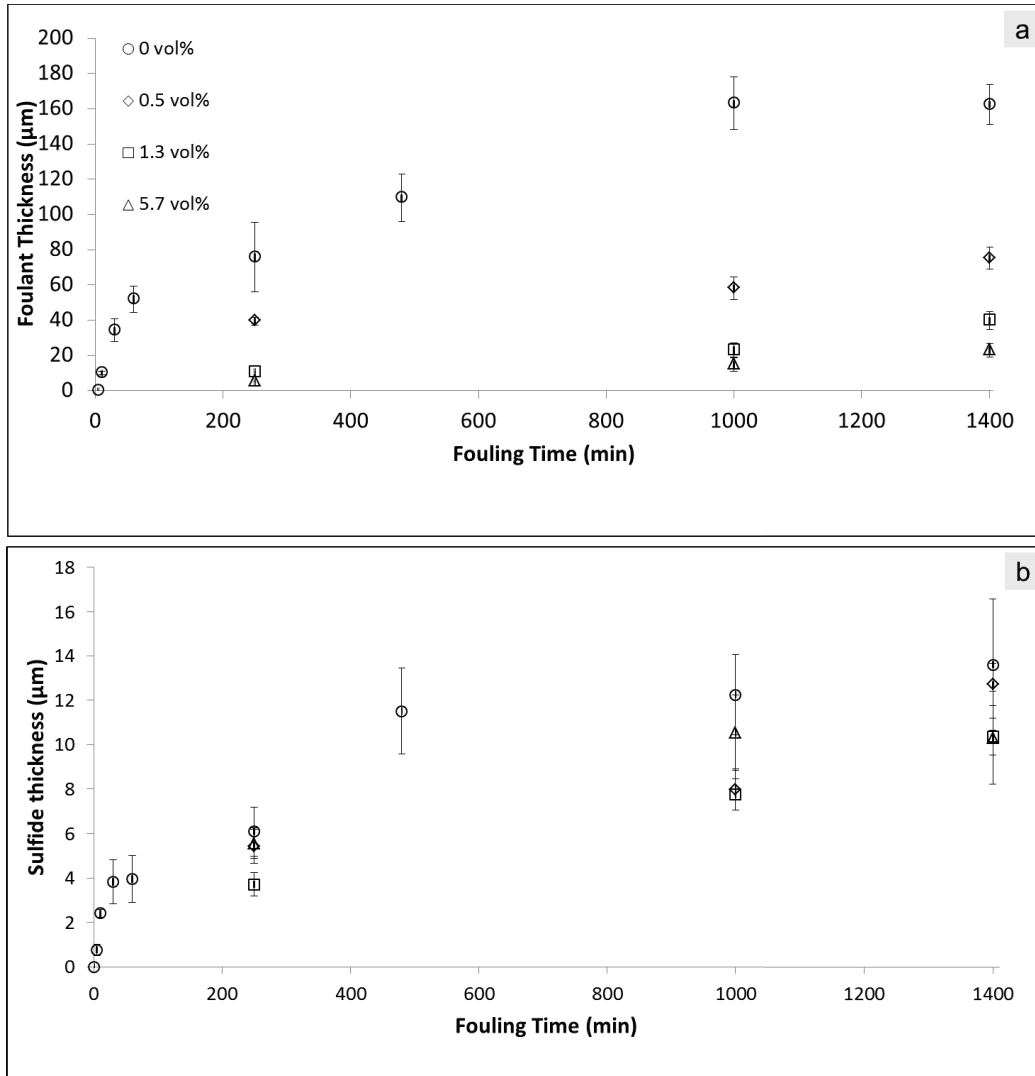 a
200
180
160
140
120
100
80
60
40
20
0
Foulant Thickness (µm)
0 vol%
0.5 vol%
1.3 vol%
5.7 vol%
0 200 400 600 800 1000 1200 1400
Fouling Time (min)
b
18
16
14
12
10
8
6
4
2
0
Sulfide thickness (µm)
0 200 400 600 800 1000 1200 1400
Fouling Time (min)